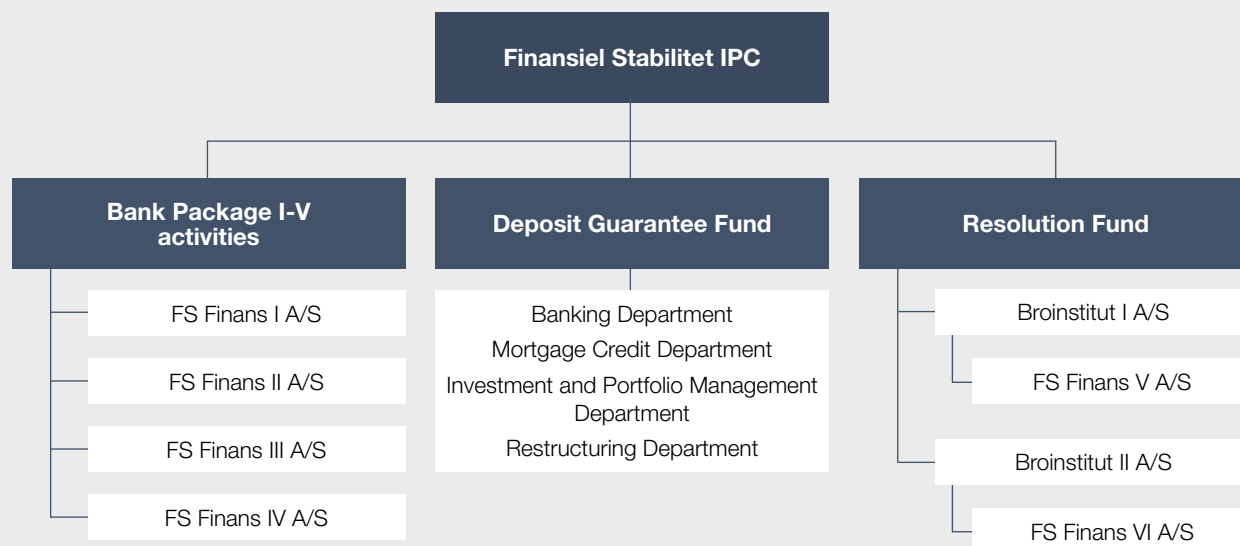 Finansiel Stabilitet IPC
Bank Package I-V
activities
FS Finans I A/S
FS Finans II A/S
FS Finans III A/S
FS Finans IV A/S
Deposit Guarantee Fund
Banking Department
Mortgage Credit Department
Investment and Portfolio Management
Department
Restructuring Department
Resolution Fund
Broinstitut I A/S
FS Finans V A/S
Broinstitut II A/S
FS Finans VI A/S